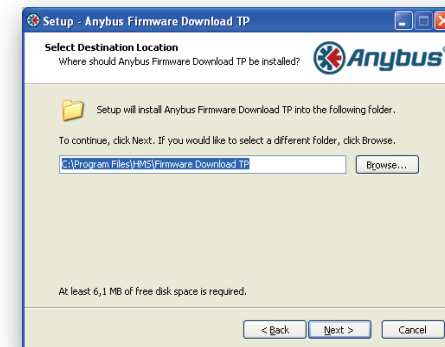 Setup - Anybus Firmware Download TP
Select Destination Location
Where should Anybus Firmware Download TP be installed?
Anybus®
Setup will install Anybus Firmware Download TP into the following folder.
To continue, click Next. If you would like to select a different folder, click Browse.
C:\Program Files\HMS\Firmware Download TP
Browse...
At least 6,1 MB of free disk space is required.
< Back
Next >
Cancel